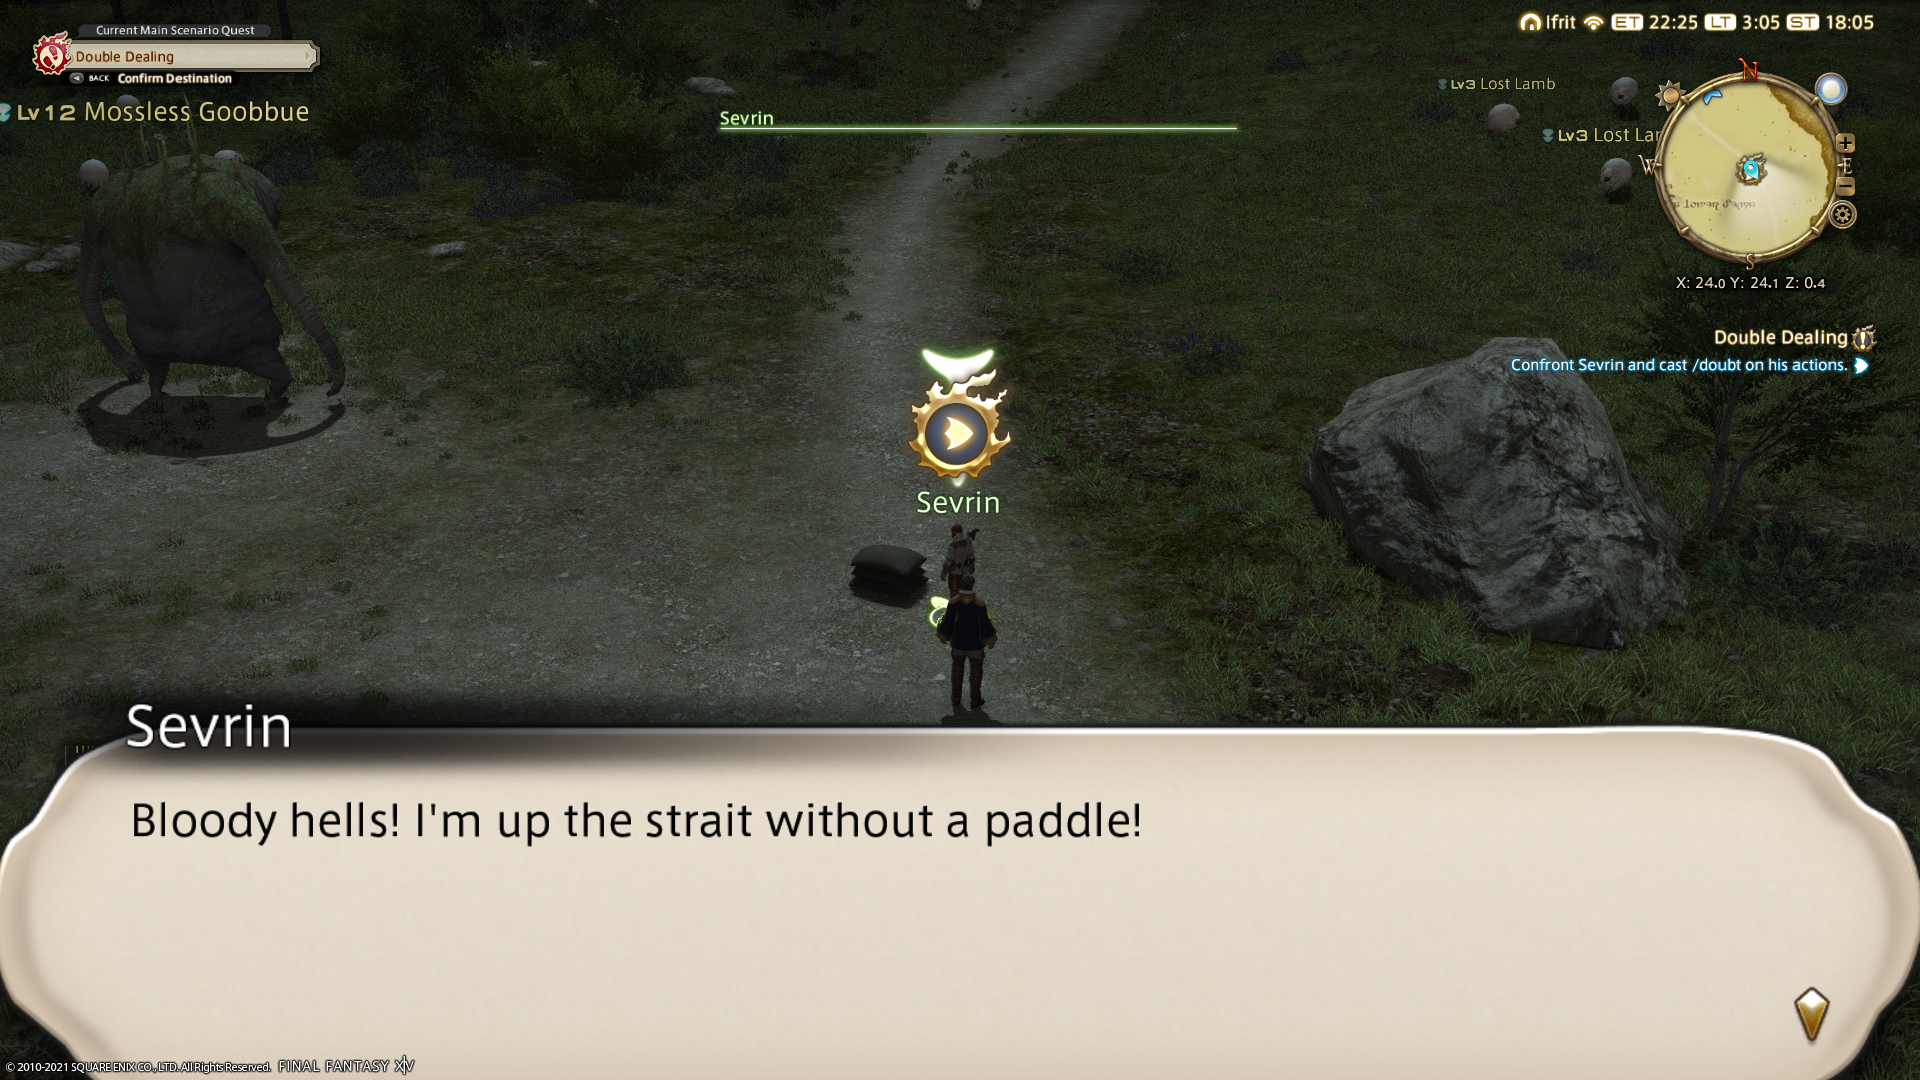 Current Main Scenario Quest
Double Dealing
BACK Confirm Destination
Lv12 Mossless Goobbue
Sevrin
Ifrit ET 22:25 LT 3:05 ST 18:05
Lv3 Lost Lamb
Lv3 Lost Lar
N
W
E
S
X: 24.0 Y: 24.1 Z: 0.4
Double Dealing
Confront Sevrin and cast /doubt on his actions.
Sevrin
Sevrin
Bloody hells! I'm up the strait without a paddle!
© 2010-2021 SQUARE ENIX CO., LTD. All Rights Reserved. FINAL FANTASY XIV